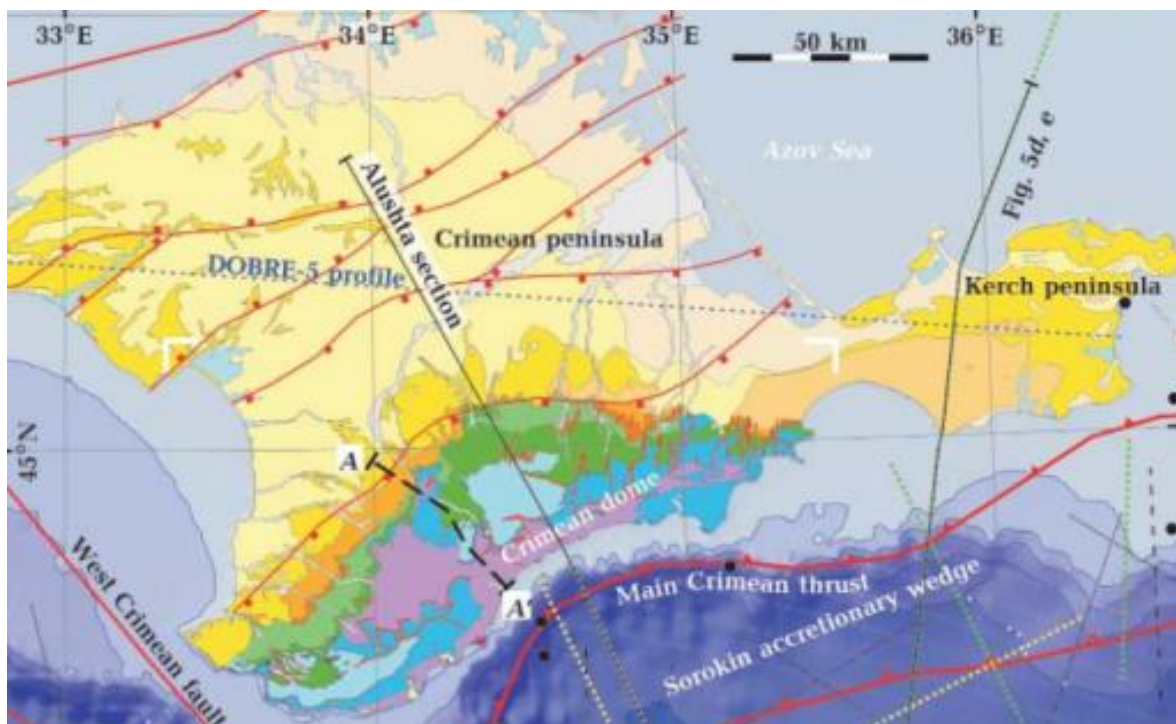 33°E
34°E
35°E
36°E
50 km
Azov Sea
Fig. 5d, e
Alushta section
Crimean peninsula
DOBRE-5 profile
Kerch peninsula
45°N
A
Crimean dome
A'
West Crimean fault
Main Crimean thrust
Sorokin accretionary wedge